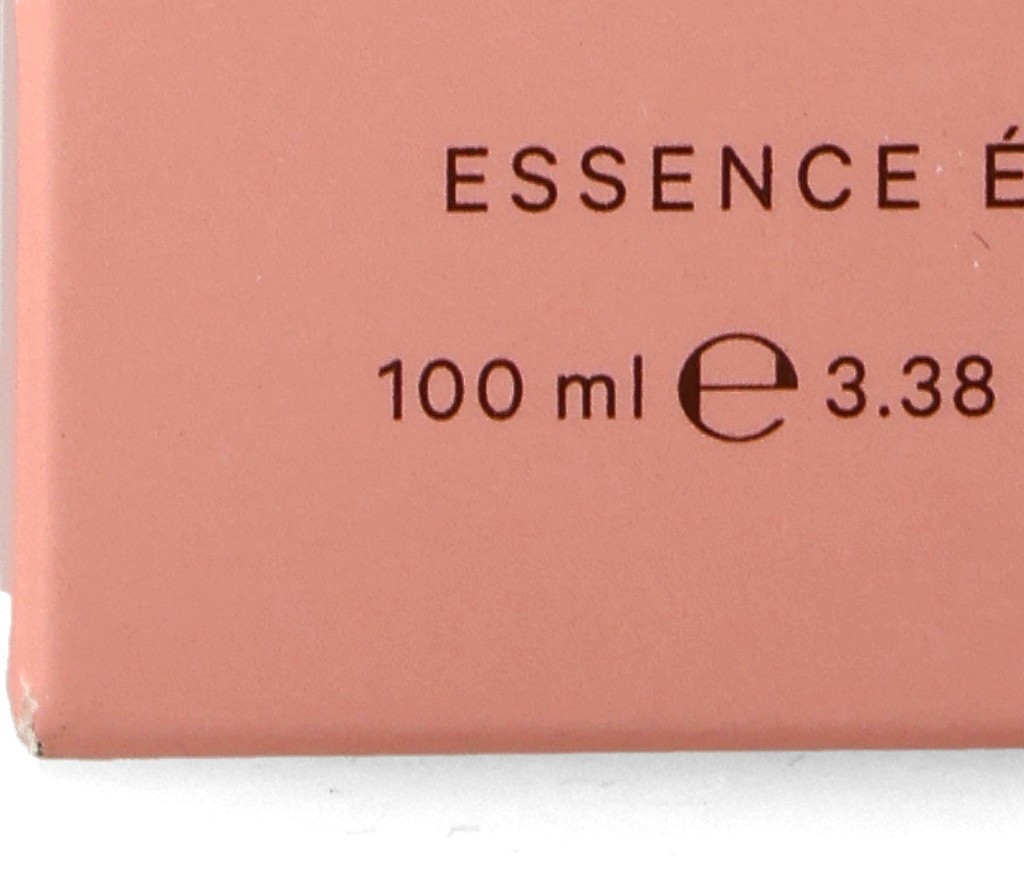 ESSENCE É
100 ml ℮ 3.38